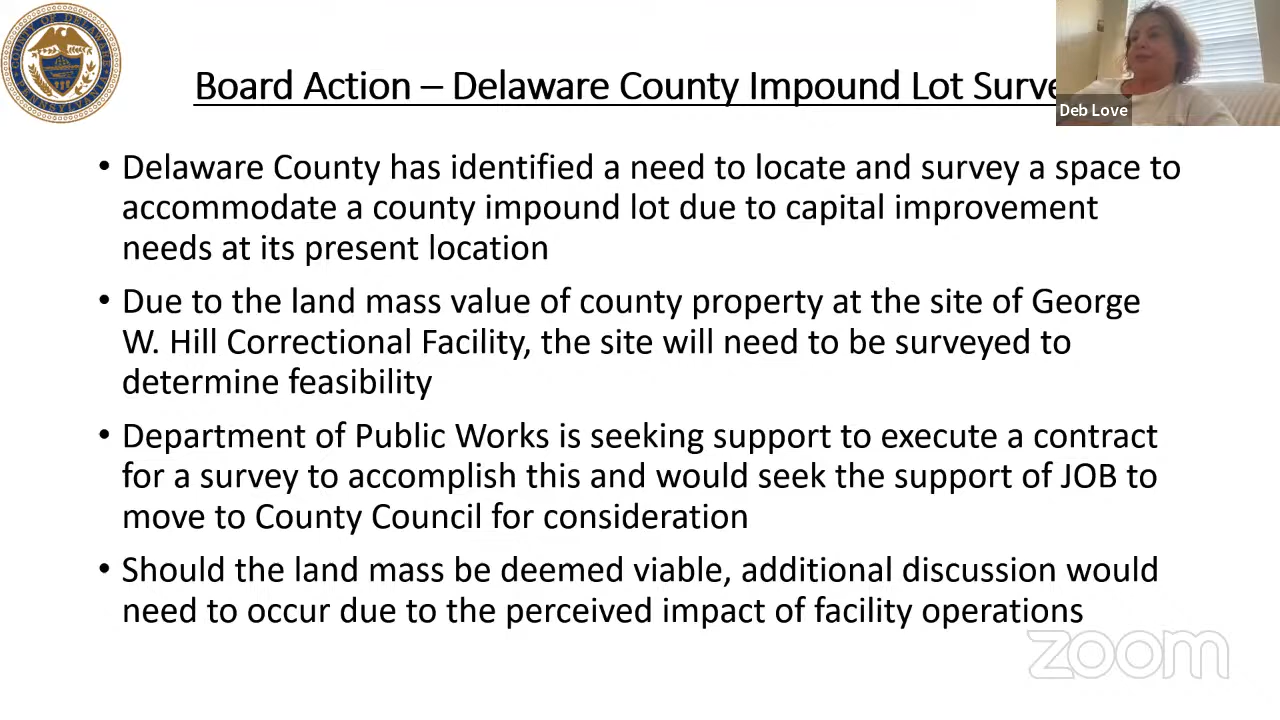 COUNTY OF DELAWARE
PENNSYLVANIA
Board Action – Delaware County Impound Lot Surve
Deb Love
• Delaware County has identified a need to locate and survey a space to
accommodate a county impound lot due to capital improvement
needs at its present location
• Due to the land mass value of county property at the site of George
W. Hill Correctional Facility, the site will need to be surveyed to
determine feasibility
• Department of Public Works is seeking support to execute a contract
for a survey to accomplish this and would seek the support of JOB to
move to County Council for consideration
• Should the land mass be deemed viable, additional discussion would
need to occur due to the perceived impact of facility operations
zoom